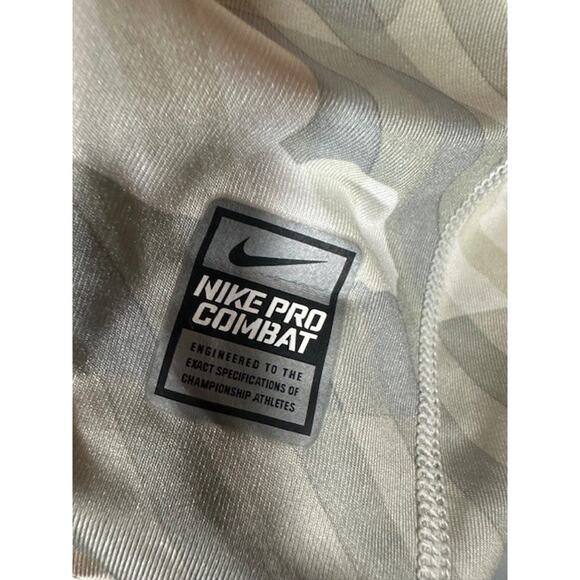 NIKE PRO
COMBAT
ENGINEERED TO THE
EXACT SPECIFICATIONS OF
CHAMPIONSHIP ATHLETES